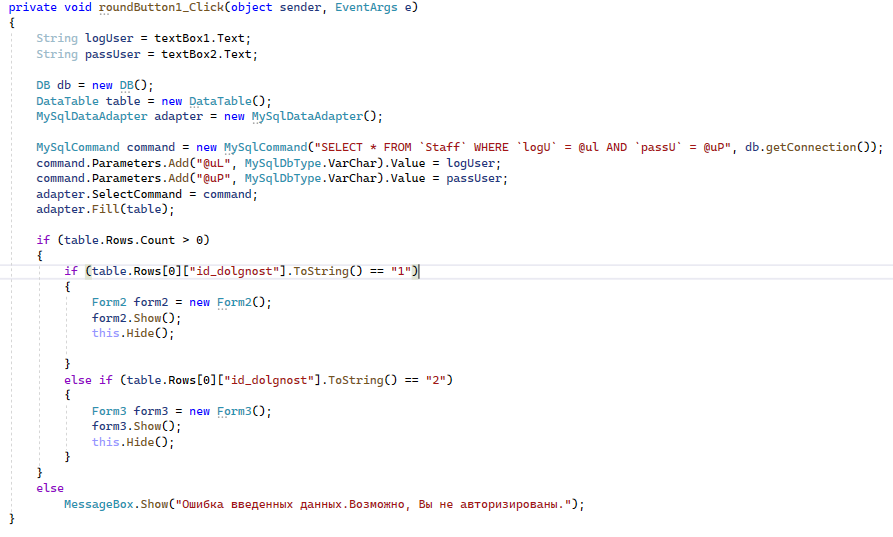 private void roundButton1_Click(object sender, EventArgs e)
{
    String logUser = textBox1.Text;
    String passUser = textBox2.Text;

    DB db = new DB();
    DataTable table = new DataTable();
    MySqlDataAdapter adapter = new MySqlDataAdapter();

    MySqlCommand command = new MySqlCommand("SELECT * FROM `Staff` WHERE `logU` = @ul AND `passU` = @uP", db.getConnection());
    command.Parameters.Add("@uL", MySqlDbType.VarChar).Value = logUser;
    command.Parameters.Add("@uP", MySqlDbType.VarChar).Value = passUser;
    adapter.SelectCommand = command;
    adapter.Fill(table);

    if (table.Rows.Count > 0)
    {
        if (table.Rows[0]["id_dolgnost"].ToString() == "1")
        {
            Form2 form2 = new Form2();
            form2.Show();
            this.Hide();

        }
        else if (table.Rows[0]["id_dolgnost"].ToString() == "2")
        {
            Form3 form3 = new Form3();
            form3.Show();
            this.Hide();
        }
    }
    else
        MessageBox.Show("Ошибка введенных данных.Возможно, Вы не авторизированы.");
}